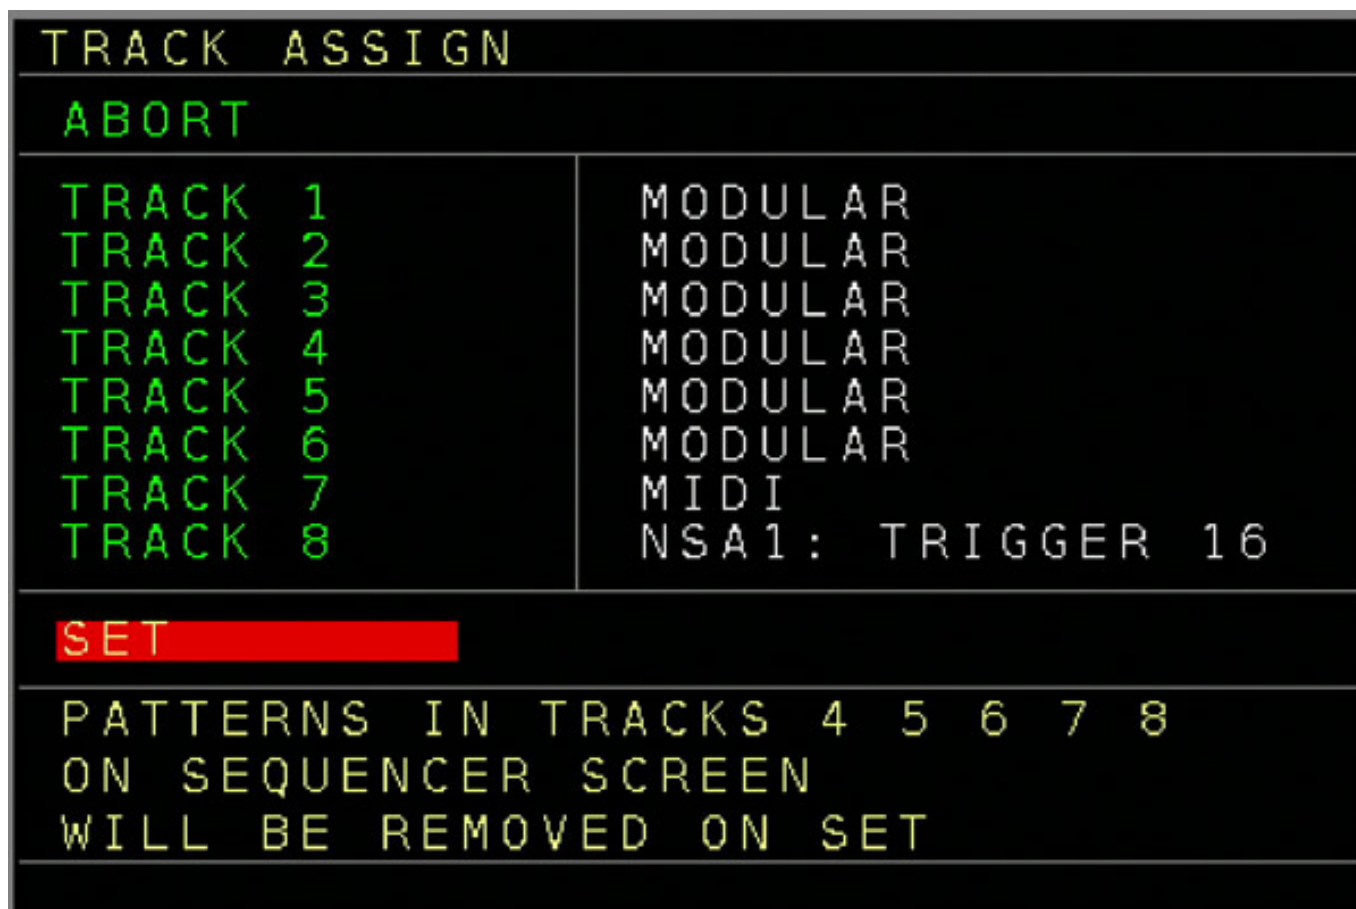 TRACK ASSIGN
ABORT
TRACK 1 MODULAR
TRACK 2 MODULAR
TRACK 3 MODULAR
TRACK 4 MODULAR
TRACK 5 MODULAR
TRACK 6 MODULAR
TRACK 7 MIDI
TRACK 8 NSA1: TRIGGER 16
SET
PATTERNS IN TRACKS 4 5 6 7 8
ON SEQUENCER SCREEN
WILL BE REMOVED ON SET